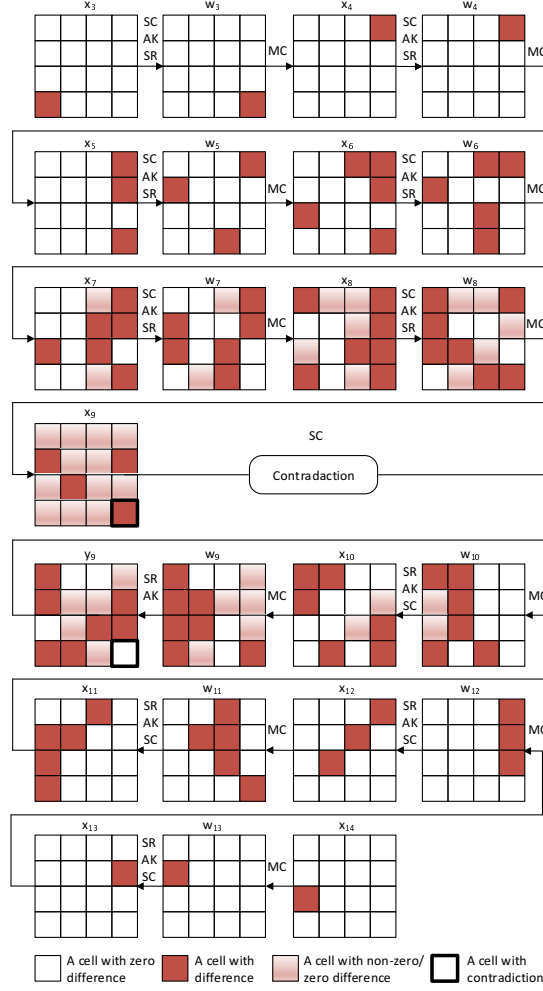 x3 SC AK SR w3 MC x4 SC AK SR w4 MC
x5 SC AK SR w5 MC x6 SC AK SR w6
x7 SC AK SR w7 MC x8 SC AK SR w8 MC
x9 SC
Contradaction
y9 SR AK w9 MC x10 SR AK SC w10 MC
x11 SR AK SC w11 MC x12 SR AK SC w12
x13 SR AK SC w13 MC x14
A cell with zero difference
A cell with difference
A cell with non-zero/ zero difference
A cell with contradiction